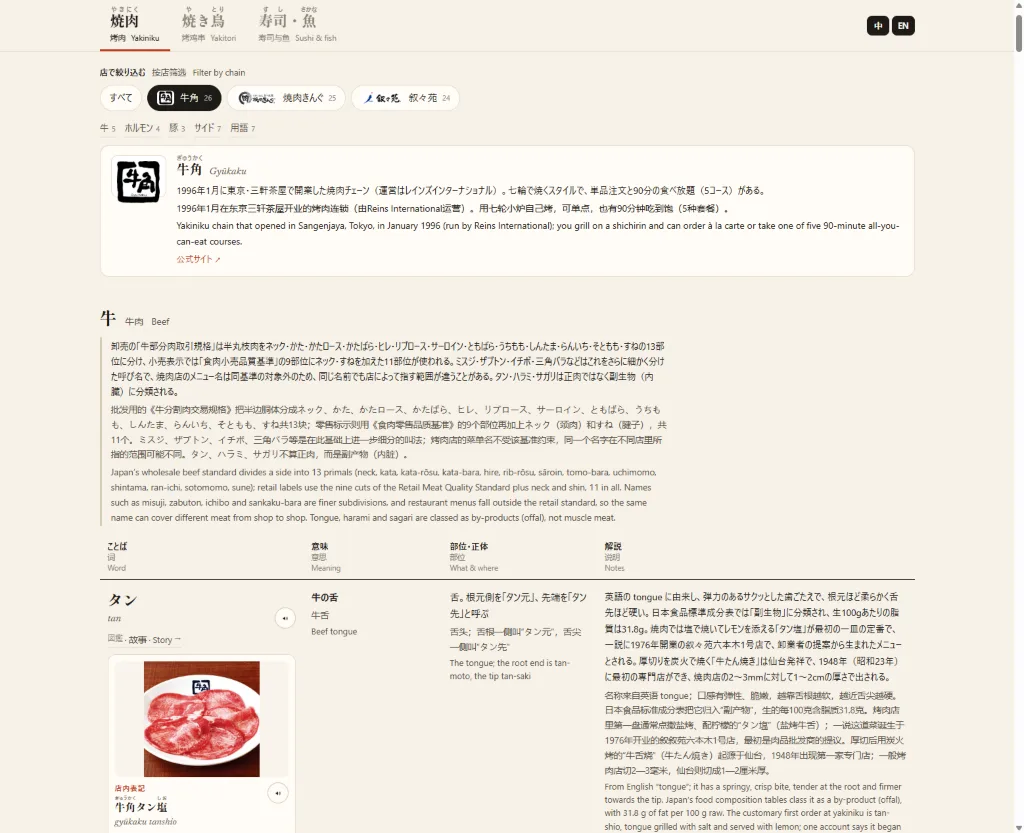 やきにく
焼肉
烤肉 Yakiniku
や とり
焼き鳥
烤鸡串 Yakitori
すし さかな
寿司・魚
寿司与鱼 Sushi & fish
中
EN
店で絞り込む 按店筛选 Filter by chain
すべて
牛角 26
焼肉きんぐ 25
叙々苑 叙々苑 24
牛 5 ホルモン 4 豚 3 サイド 7 用語 7
牛角
ぎゅうかく
牛角 Gyūkaku
1996年1月に東京・三軒茶屋で開業した焼肉チェーン（運営はレインズインターナショナル）。七輪で焼くスタイルで、単品注文と90分の食べ放題（5コース）がある。
1996年1月在东京三轩茶屋开业的烤肉连锁（由Reins International运营）。用七轮小炉自己烤，可单点，也有90分钟吃到饱（5种套餐）。
Yakiniku chain that opened in Sangenjaya, Tokyo, in January 1996 (run by Reins International); you grill on a shichirin and can order à la carte or take one of five 90-minute all-you-
can-eat courses.
公式サイト ↗
牛 牛肉 Beef
卸売の「牛部分肉取引規格」は半丸枝肉をネック・かた・かたロース・かたばら・ヒレ・リブロース・サーロイン・ともばら・うちもも・しんたま・らんいち・そともも・すねの13部
位に分け、小売表示では「食肉小売品質基準」の9部位にネック・すねを加えた11部位が使われる。ミスジ・ザブトン・イチボ・三角バラなどはこれをさらに細かく分け
た呼び名で、焼肉店のメニュー名は同基準の対象外のため、同じ名前でも店によって指す範囲が違うことがある。タン・ハラミ・サガリは正肉ではなく副生物（内
臓）に分類される。
批发用的《牛分割肉交易规格》把半边胴体分成ネック、かた、かたロース、かたばら、ヒレ、リブロース、サーロイン、ともばら、うちも
も、しんたま、らんいち、そともも、すね共13块；零售标示则用《食肉零售品质基准》的9个部位再加上ネック（颈肉）和すね（腱子），共
11个。ミスジ、ザブトン、イチボ、三角バラ等是在此基础上进一步细分的叫法；烤肉店的菜单名不受该基准约束，同一个名字在不同店里所
指的范围可能不同。タン、ハラミ、サガリ不算正肉，而是副产物（内脏）。
Japan's wholesale beef standard divides a side into 13 primals (neck, kata, kata-rōsu, kata-bara, hire, rib-rōsu, sāroin, tomo-bara, uchimomo,
shintama, ran-ichi, sotomomo, sune); retail labels use the nine cuts of the Retail Meat Quality Standard plus neck and shin, 11 in all. Names
such as misuji, zabuton, ichibo and sankaku-bara are finer subdivisions, and restaurant menus fall outside the retail standard, so the same
name can cover different meat from shop to shop. Tongue, harami and sagari are classed as by-products (offal), not muscle meat.
ことば 意味 部位・正体 解説
词 意思 部位 说明
Word Meaning What & where Notes
タン
tan
図鑑・故事・Story →
店内表記
ぎゅうかく しお
牛角タン塩
gyūkaku tanshio
牛の舌
牛舌
Beef tongue
舌。根元側を「タン元」、先端を「タン
先」と呼ぶ
舌头；舌根一侧叫“タン元”，舌尖
一侧叫“タン先”
The tongue; the root end is tan-
moto, the tip tan-saki
英語の tongue に由来し、弾力のあるサクッとした歯ごたえで、根元ほど柔らかく舌
先ほど硬い。日本食品標準成分表では「副生物」に分類され、生100gあたりの脂
質は31.8g。焼肉では塩で焼いてレモンを添える「タン塩」が最初の一皿の定番で、
一説に1976年開業の叙々苑六本木1号店で、卸業者の提案から生まれたメニュー
とされる。厚切りを炭火で焼く「牛たん焼き」は仙台発祥で、1948年（昭和23年）
に最初の専門店ができ、焼肉店の2〜3mmに対して1〜2cmの厚さで出される。
名称来自英语 tongue；口感有弹性、脆嫩，越靠舌根越软，越近舌尖越硬。
日本食品标准成分表把它归入“副产物”，生的每100克含脂质31.8克。烤肉店
里第一盘通常点撒盐烤、配柠檬的“タン塩”（盐烤牛舌）；一说这道菜诞生于
1976年开业的叙叙苑六本木1号店，最初是肉品批发商的提议。厚切后用炭火
烤的“牛舌烧”（牛たん焼き）起源于仙台，1948年出现第一家专门店；一般烤
肉店切2—3毫米，仙台则切成1—2厘米厚。
From English "tongue"; it has a springy, crisp bite, tender at the root and firmer
towards the tip. Japan's food composition tables class it as a by-product (offal),
with 31.8 g of fat per 100 g raw. The customary first order at yakiniku is tan-
shio, tongue grilled with salt and served with lemon; one account says it began